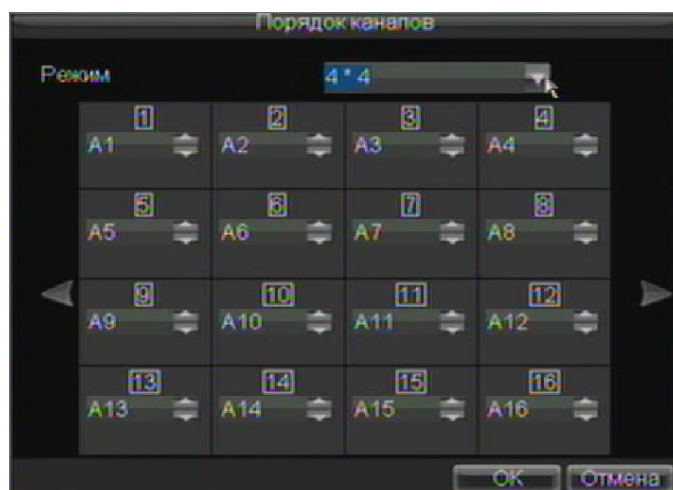 Порядок каналов
Режим 4 * 4
1 2 3 4
A1 A2 A3 A4
5 6 7 8
A5 A6 A7 A8
9 10 11 12
A9 A10 A11 A12
13 14 15 16
A13 A14 A15 A16
OK Отмена